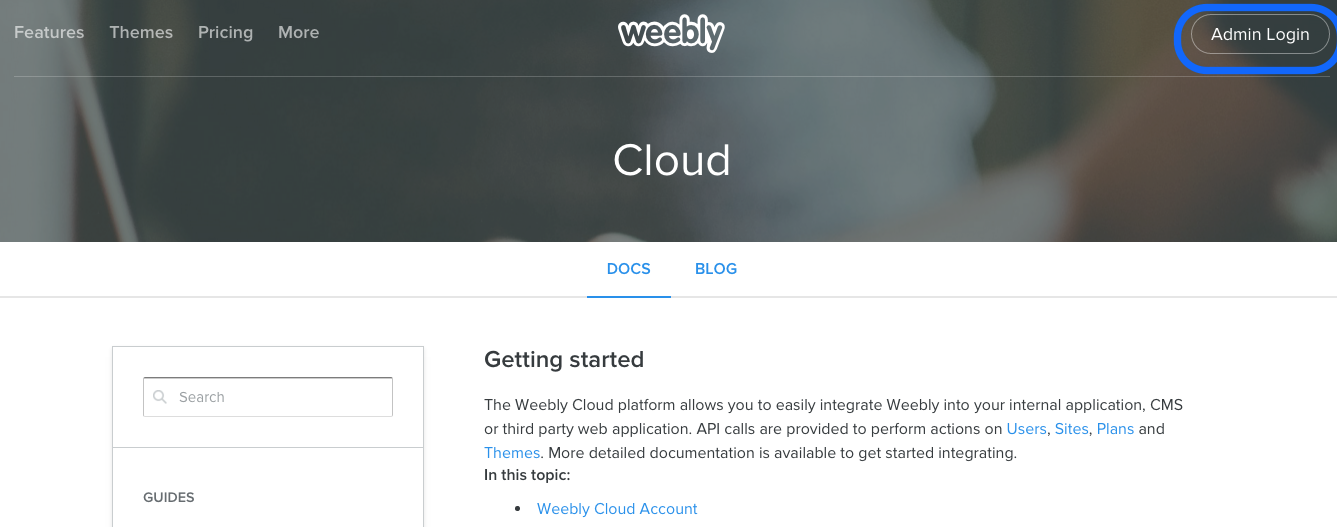 Features Themes Pricing More weebly Admin Login
Cloud
DOCS BLOG
Search
GUIDES
Getting started
The Weebly Cloud platform allows you to easily integrate Weebly into your internal application, CMS
or third party web application. API calls are provided to perform actions on Users, Sites, Plans and
Themes. More detailed documentation is available to get started integrating.
In this topic:
• Weebly Cloud Account